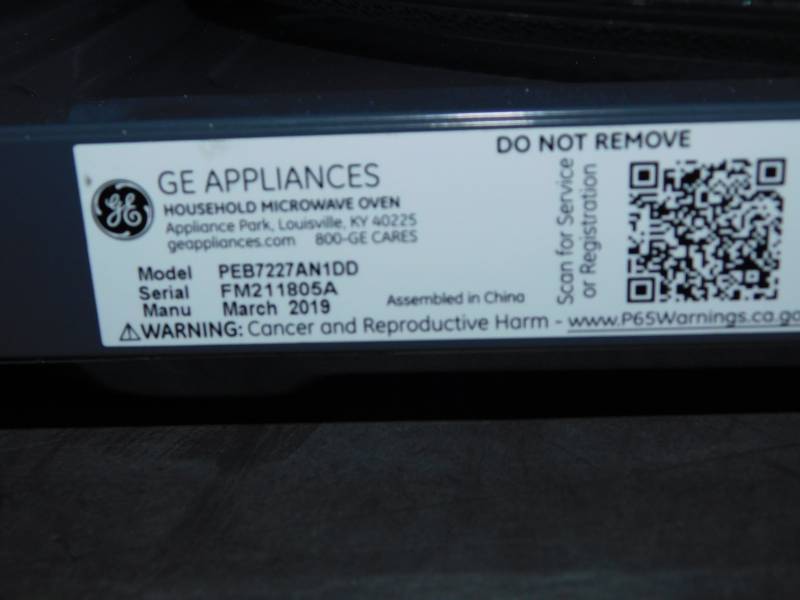 DO NOT REMOVE
GE GE APPLIANCES
HOUSEHOLD MICROWAVE OVEN
Appliance Park, Louisville, KY 40225
geappliances.com 800-GE CARES
Model PEB7227AN1DD
Serial FM211805A
Manu March 2019
Assembled in China
Scan for Service
or Registration
⚠WARNING: Cancer and Reproductive Harm - www.P65Warnings.ca.go